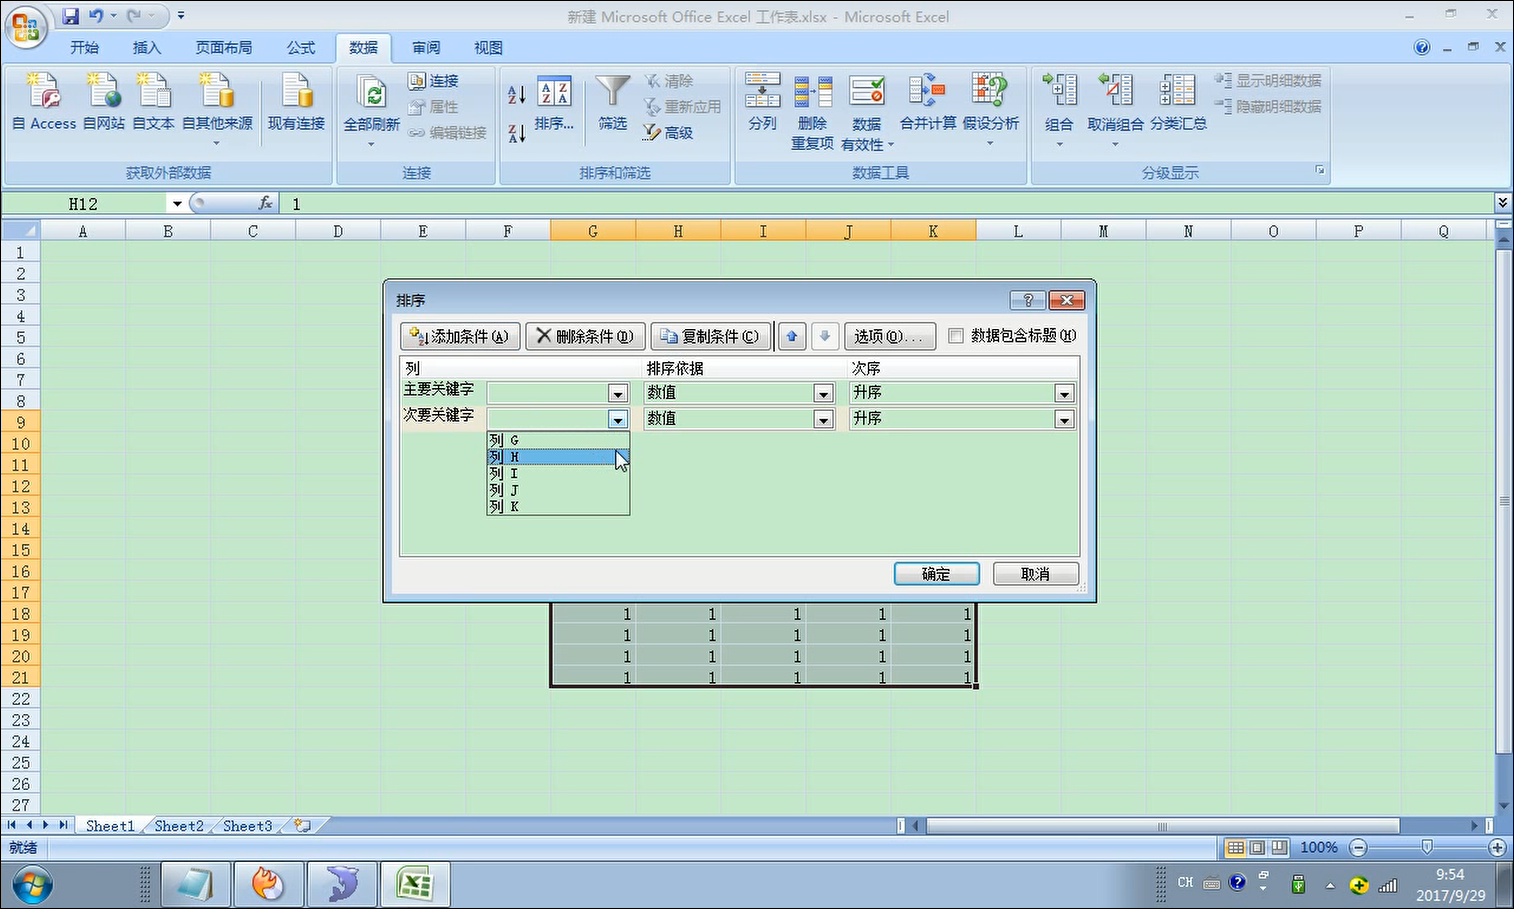 新建 Microsoft Office Excel 工作表.xlsx - Microsoft Excel
开始 插入 页面布局 公式 数据 审阅 视图
自 Access 自网站 自文本 自其他来源 现有连接
获取外部数据
全部刷新 连接 属性 编辑链接
连接
排序... 筛选 清除 重新应用 高级
排序和筛选
分列 删除重复项 数据有效性 合并计算 假设分析
数据工具
组合 取消组合 分类汇总 显示明细数据 隐藏明细数据
分级显示
H12 fx 1
A B C D E F G H I J K L M N O P Q
1
2
3
4
5
6
7
8
9
10
11
12
13
14
15
16
17
18 1 1 1 1 1
19 1 1 1 1 1
20 1 1 1 1 1
21 1 1 1 1 1
22
23
24
25
26
27
排序
添加条件(A) 删除条件(D) 复制条件(C) 选项(O)... 数据包含标题(H)
列 排序依据 次序
主要关键字 数值 升序
次要关键字 数值 升序
列 G
列 H
列 I
列 J
列 K
确定 取消
Sheet1 Sheet2 Sheet3
就绪 100%
CH 9:54
2017/9/29